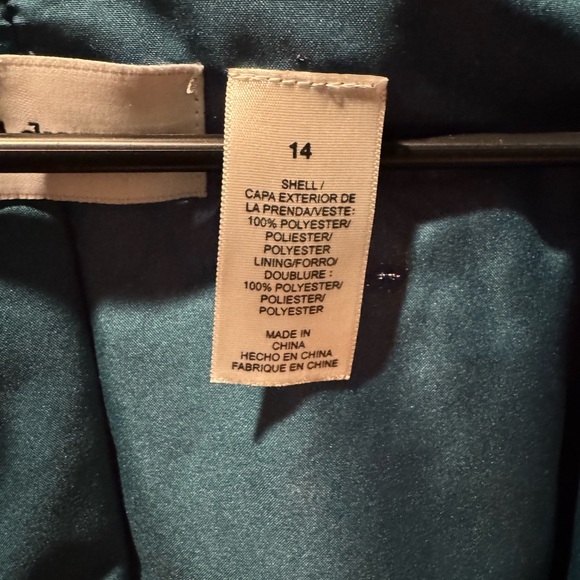 14
SHELL /
CAPA EXTERIOR DE
LA PRENDA/VESTE:
100% POLYESTER/
POLIESTER/
POLYESTER
LINING/FORRO/
DOUBLURE :
100% POLYESTER/
POLIESTER/
POLYESTER
MADE IN
CHINA
HECHO EN CHINA
FABRIQUE EN CHINE